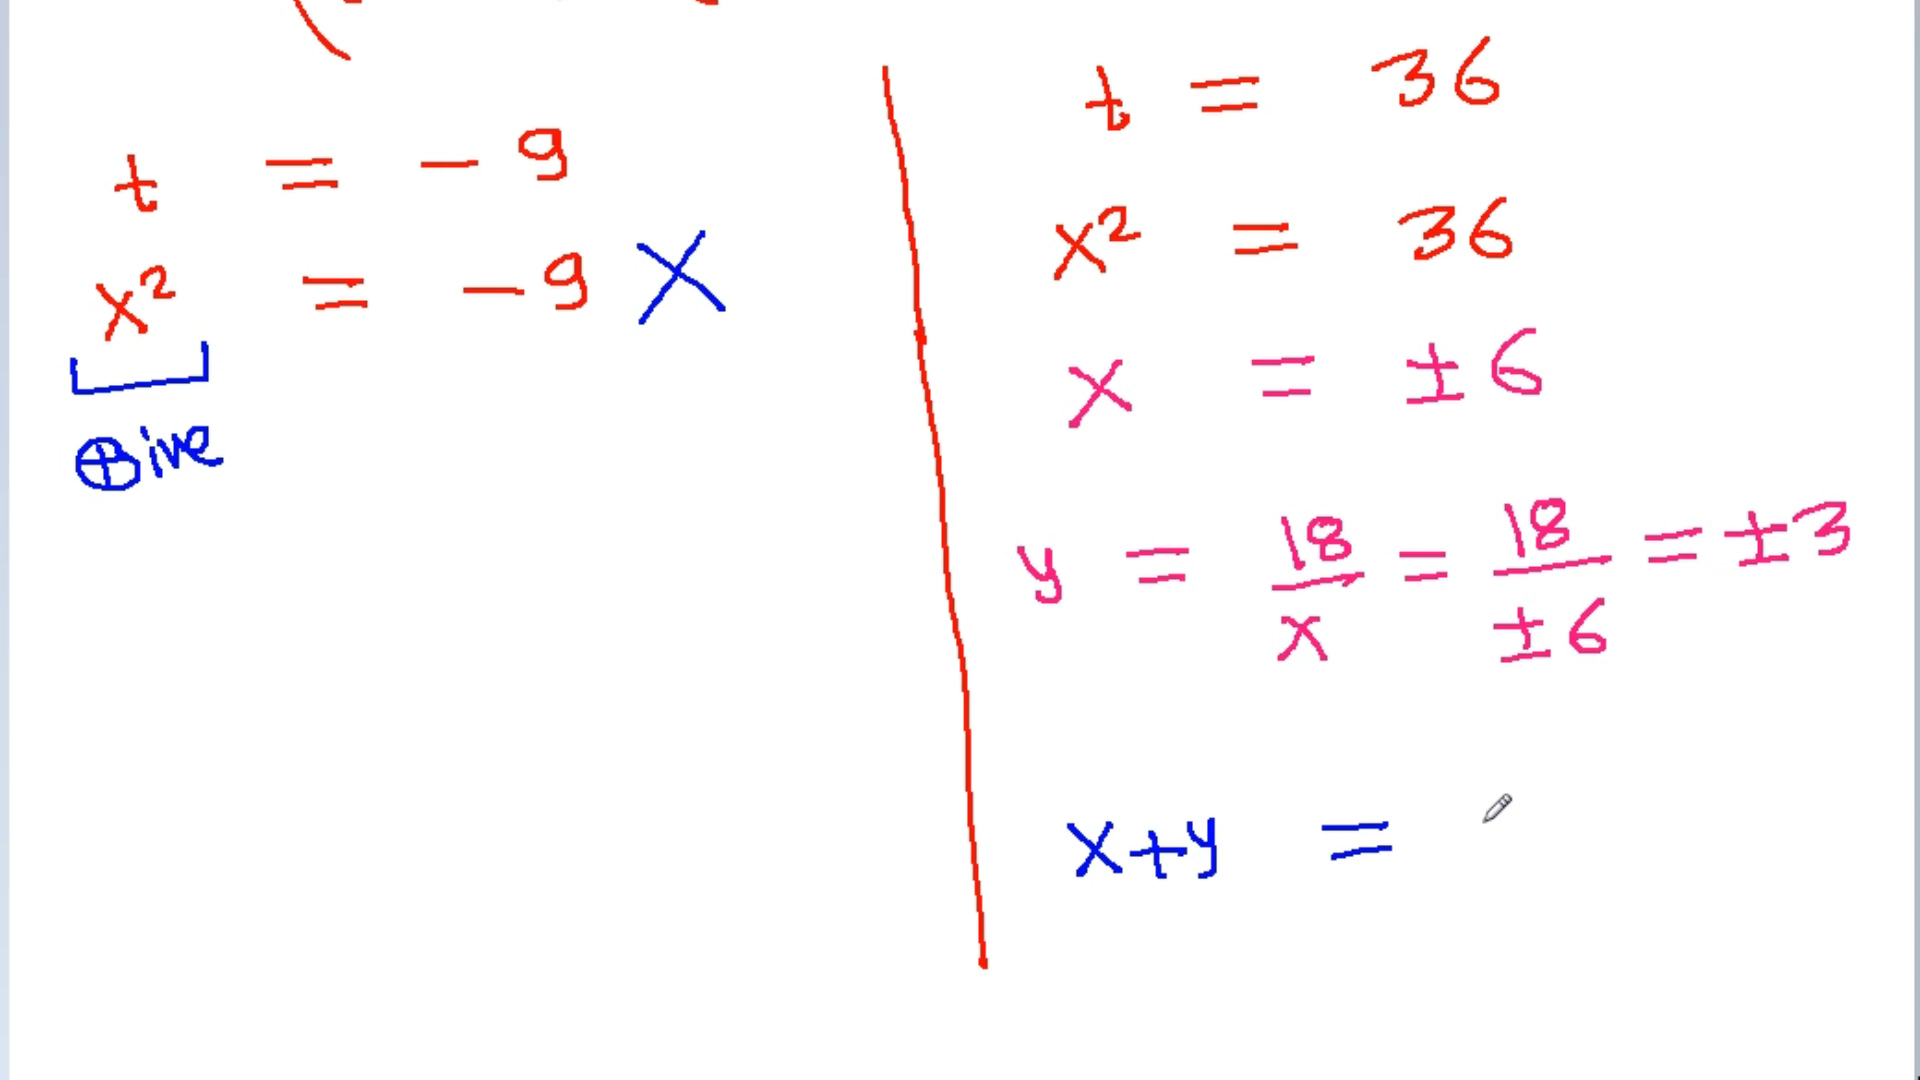 t = -9
x² = -9 X
⊕ive
t = 36
x² = 36
x = ±6
y = 18/x = 18/±6 = ±3
x+y =